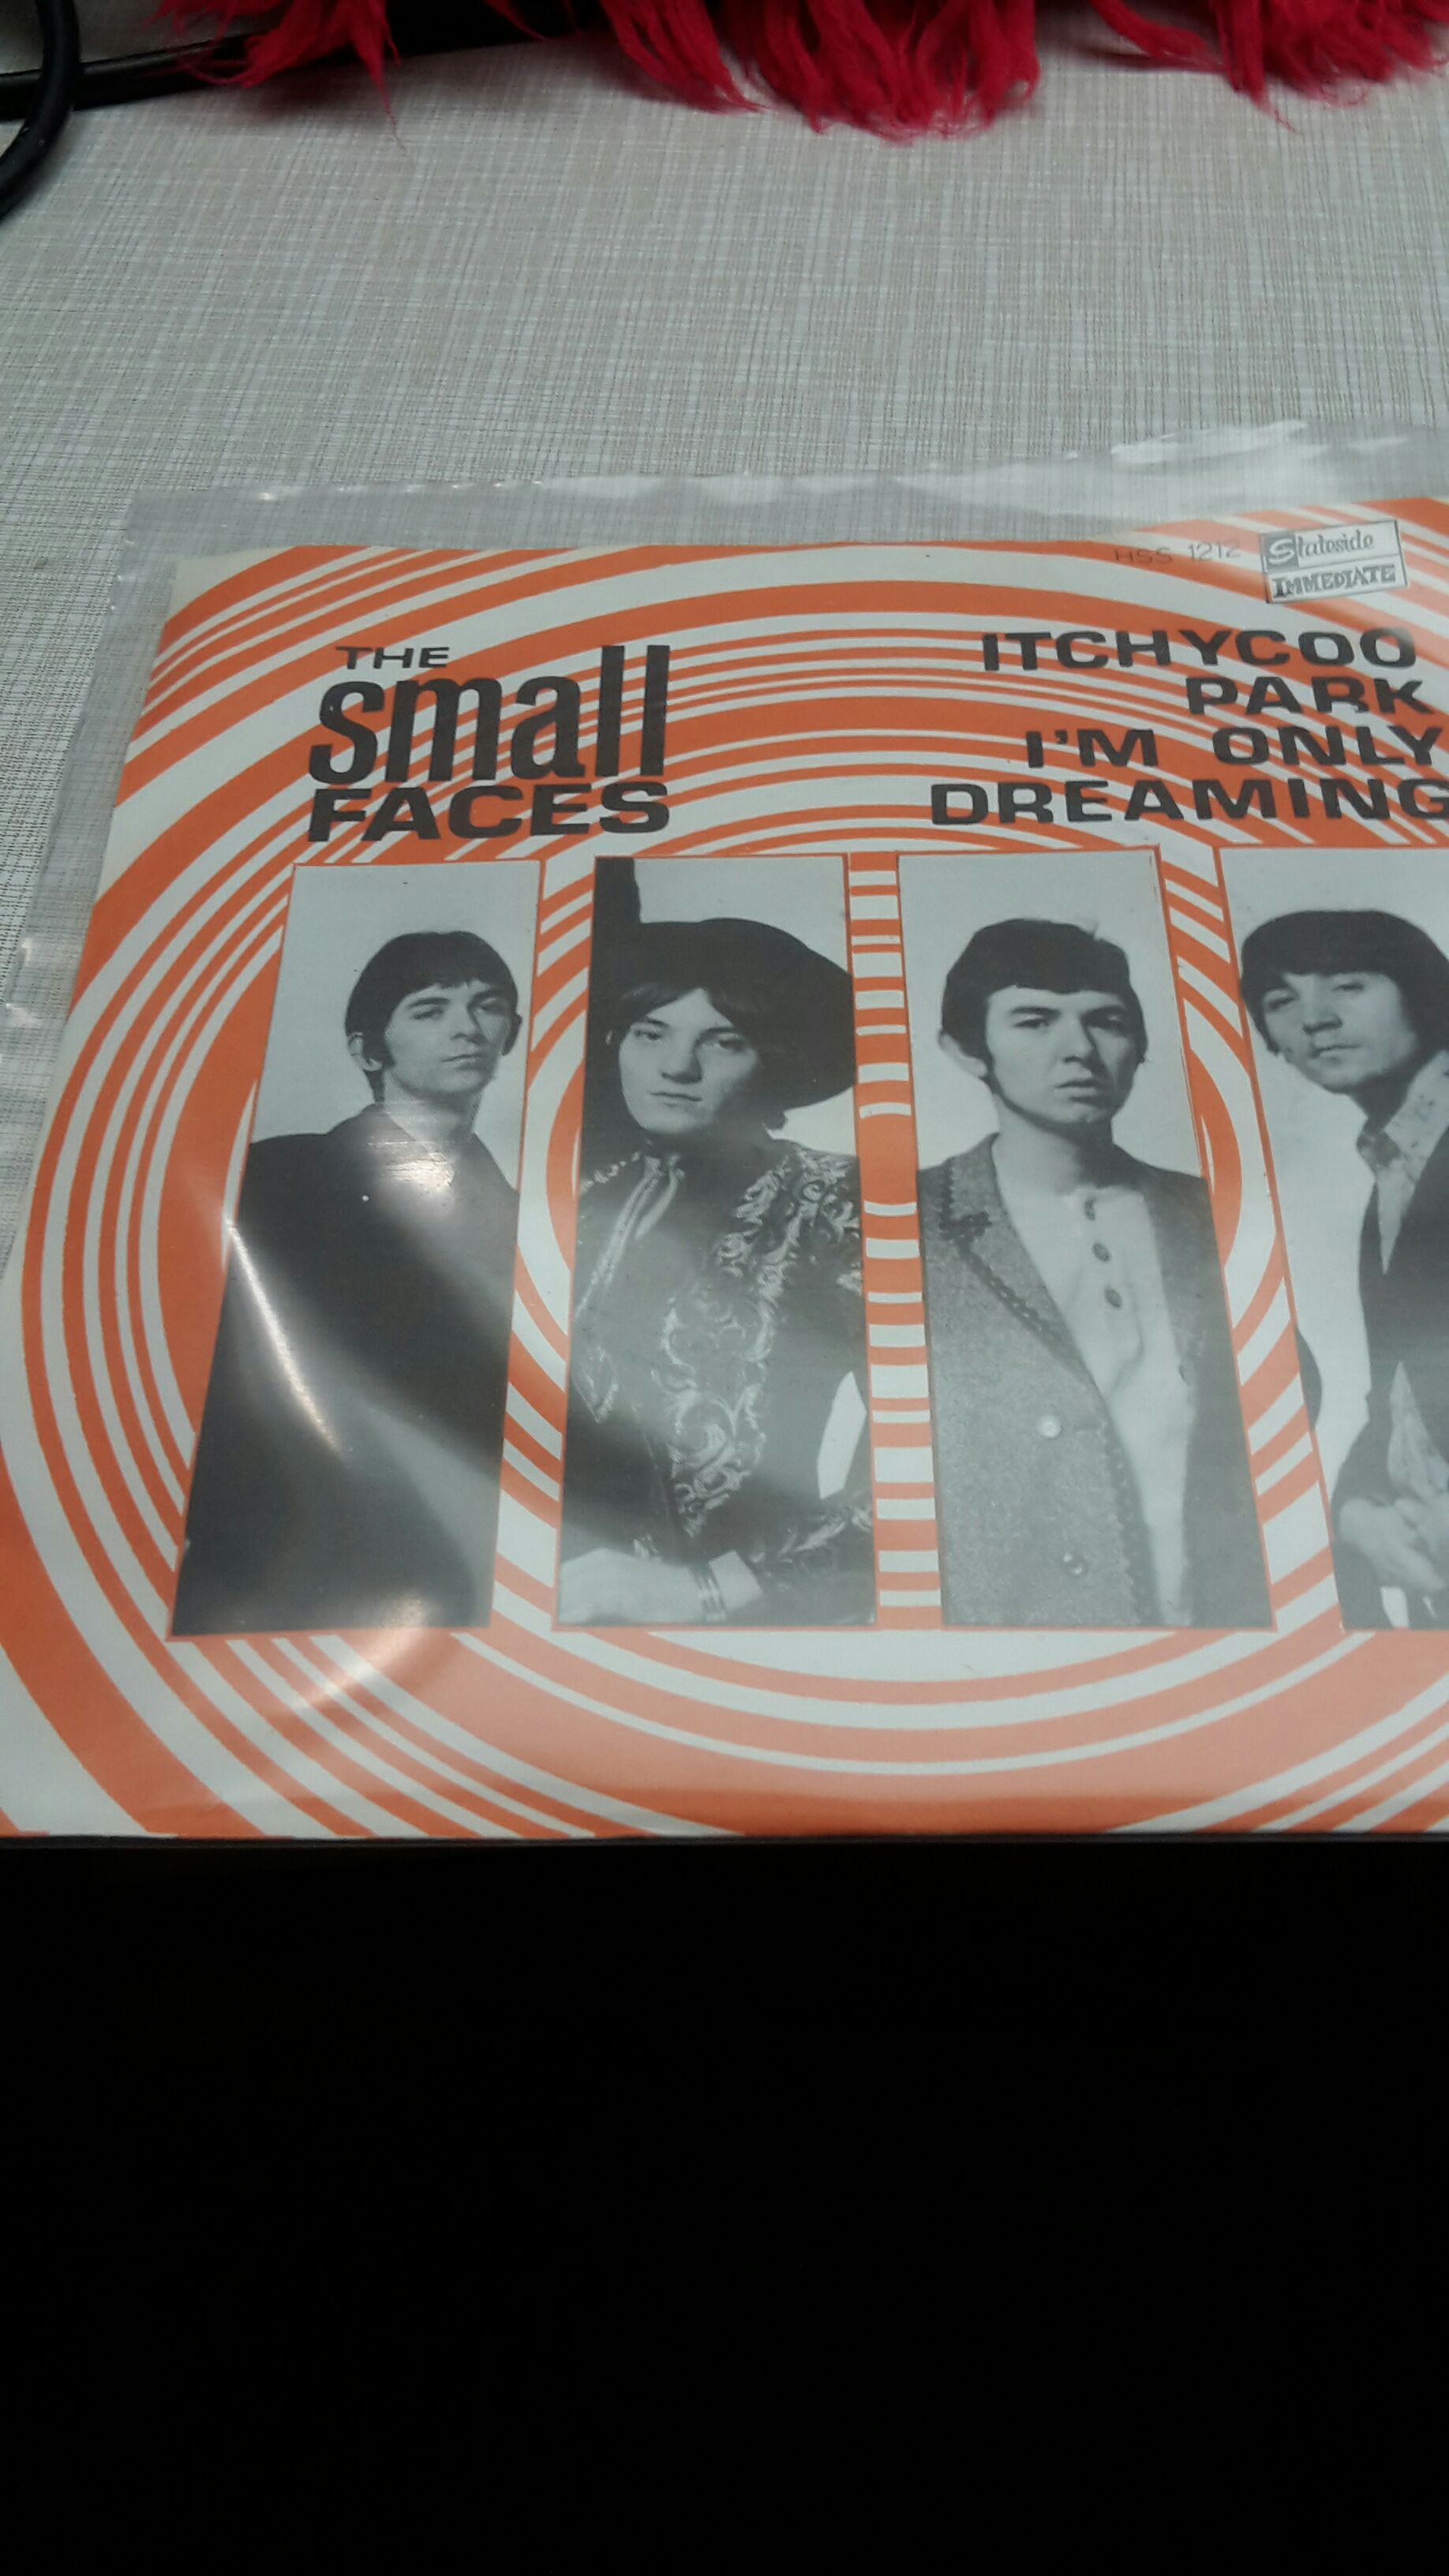 HSS 1212
Stateside
IMMEDIATE
THE
small
FACES
ITCHYCOO
PARK
I'M ONLY
DREAMING